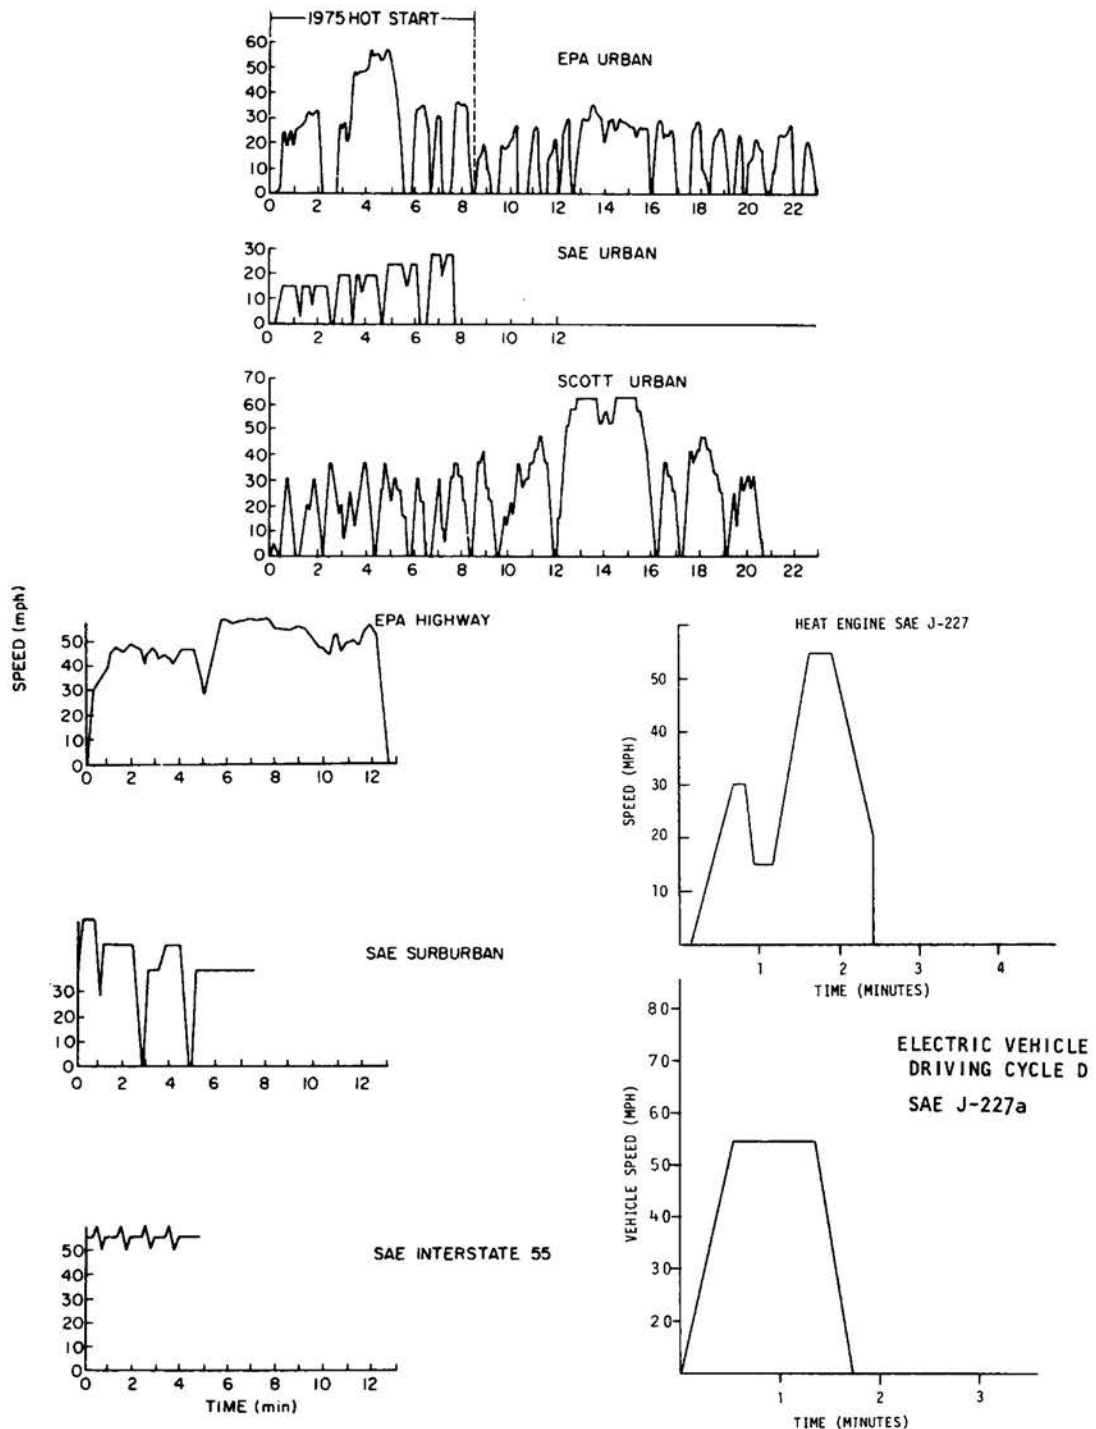 1975 HOT START
EPA URBAN
60
50
40
30
20
10
0
0 2 4 6 8 10 12 14 16 18 20 22
SAE URBAN
30
20
10
0
0 2 4 6 8 10 12
SCOTT URBAN
70
60
50
40
30
20
10
0
0 2 4 6 8 10 12 14 16 18 20 22
SPEED (mph)
EPA HIGHWAY
50
40
30
20
10
0
0 2 4 6 8 10 12
HEAT ENGINE SAE J-227
SPEED (MPH)
50
40
30
20
10
1 2 3 4
TIME (MINUTES)
SAE SURBURBAN
30
20
10
0
0 2 4 6 8 10 12
ELECTRIC VEHICLE
DRIVING CYCLE D
SAE J-227a
VEHICLE SPEED (MPH)
80
70
60
50
40
30
20
1 2 3
TIME (MINUTES)
SAE INTERSTATE 55
50
40
30
20
10
0
0 2 4 6 8 10 12
TIME (min)